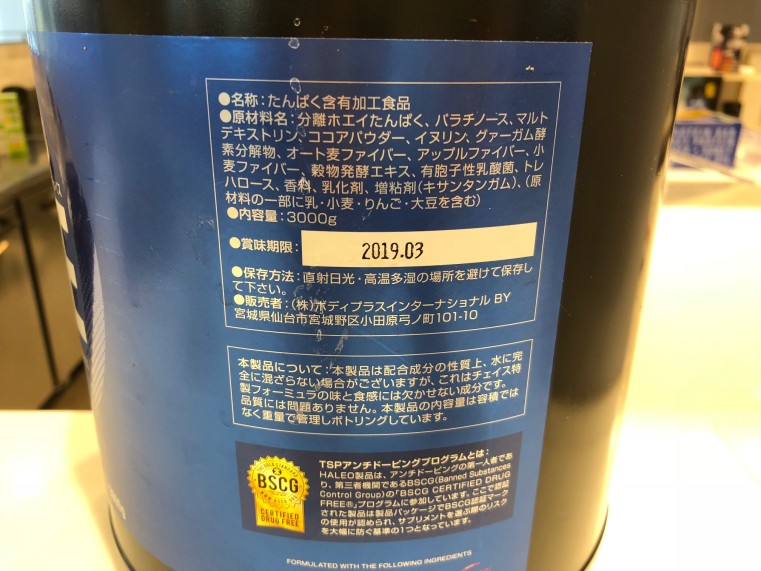 ●名称：たんぱく含有加工食品
●原材料名：分離ホエイたんぱく、パラチノース、マルト
デキストリン、ココアパウダー、イヌリン、グァーガム酵
素分解物、オート麦ファイバー、アップルファイバー、小
麦ファイバー、穀物発酵エキス、有胞子性乳酸菌、トレ
ハロース、香料、乳化剤、増粘剤(キサンタンガム)、(原
材料の一部に乳・小麦・りんご・大豆を含む)
●内容量：3000g
●賞味期限：
2019.03
●保存方法：直射日光・高温多湿の場所を避けて保存し
て下さい。
●販売者：(株)ボディプラスインターナショナル BY
宮城県仙台市宮城野区小田原弓ノ町101-10
本製品について：本製品は配合成分の性質上、水に完
全に混ざらない場合がございますが、これはチェイス特
製フォーミュラの味と食感には欠かせない成分です。
品質には問題ありません。本製品の内容量は容積では
なく重量で管理しボトリングしています。
TSPアンチドーピングプログラムとは：
HALEO製品は、アンチドーピングの第一人者であ
り、第三者機関であるBSCG(Banned Substances
Control Group)の「BSCG CERTIFIED DRUG
FREE®」プログラムに参加しています。ここで認証
された製品は製品パッケージでBSCG認証マーク
の使用が認められ、サプリメントを選ぶ際のリスク
を大幅に防ぐ基準の1つとなっています。
BSCG
CERTIFIED
DRUG FREE
FORMULATED WITH THE FOLLOWING INGREDIENTS